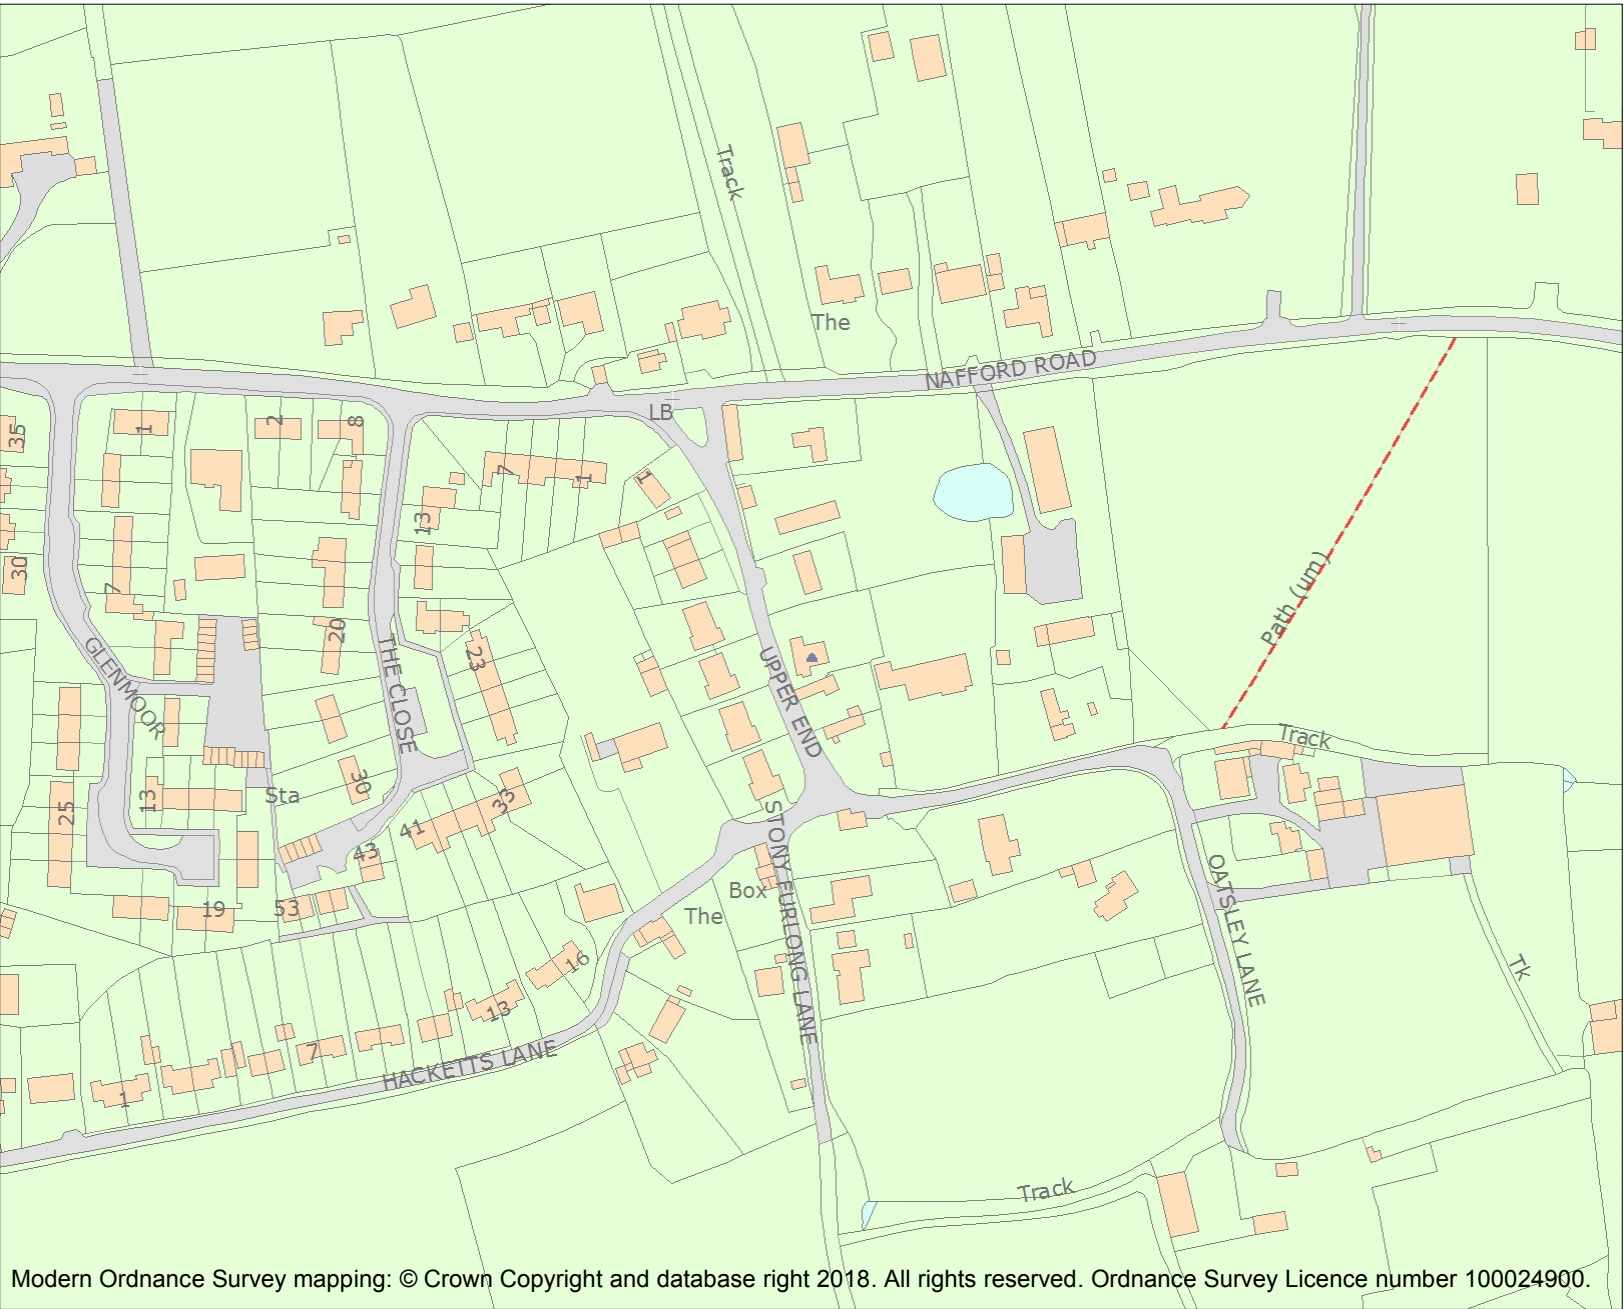 Track
The
NAFFORD ROAD
LB
35
1
2
8
7
1
1
13
30
7
Path (um)
20
GLENMOOR
THE CLOSE
23
UPPER END
Track
25
13
Sta
30
33
41
43
STONY FURLONG LANE
Box
The
OATSLEY LANE
19
53
16
Tk
13
7
HACKETTS LANE
1
Track
Modern Ordnance Survey mapping: © Crown Copyright and database right 2018. All rights reserved. Ordnance Survey Licence number 100024900.